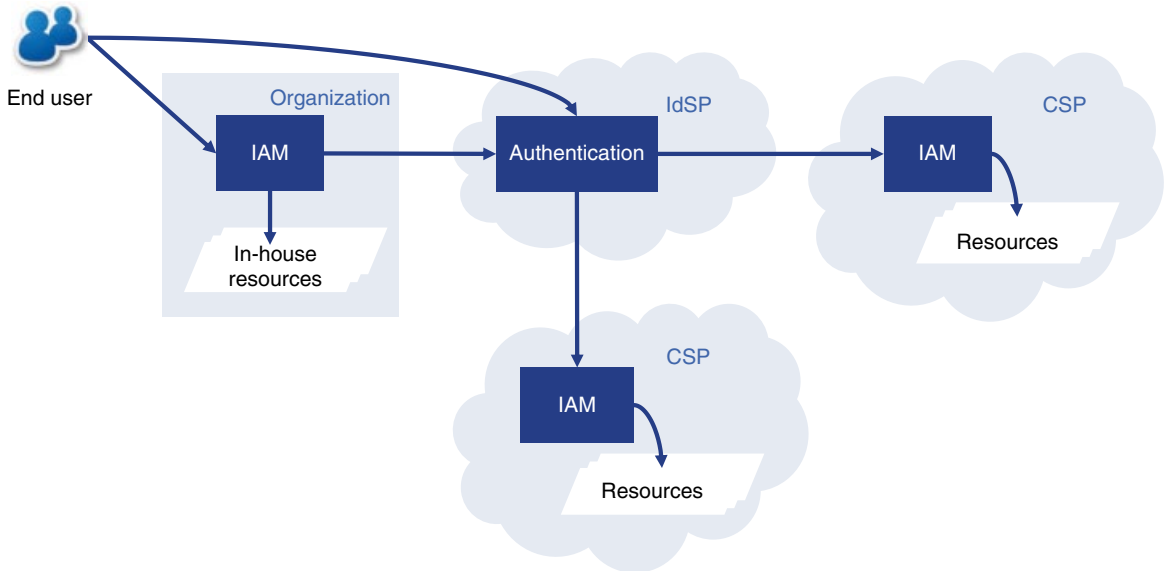 End user
Organization
IAM
In-house
resources
IdSP
Authentication
CSP
IAM
Resources
CSP
IAM
Resources